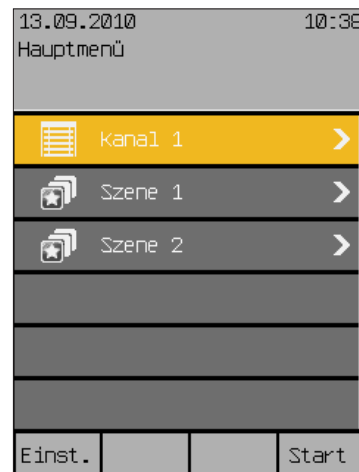 13.09.2010 10:38
Hauptmenü
Kanal 1
Szene 1
Szene 2
Einst. Start